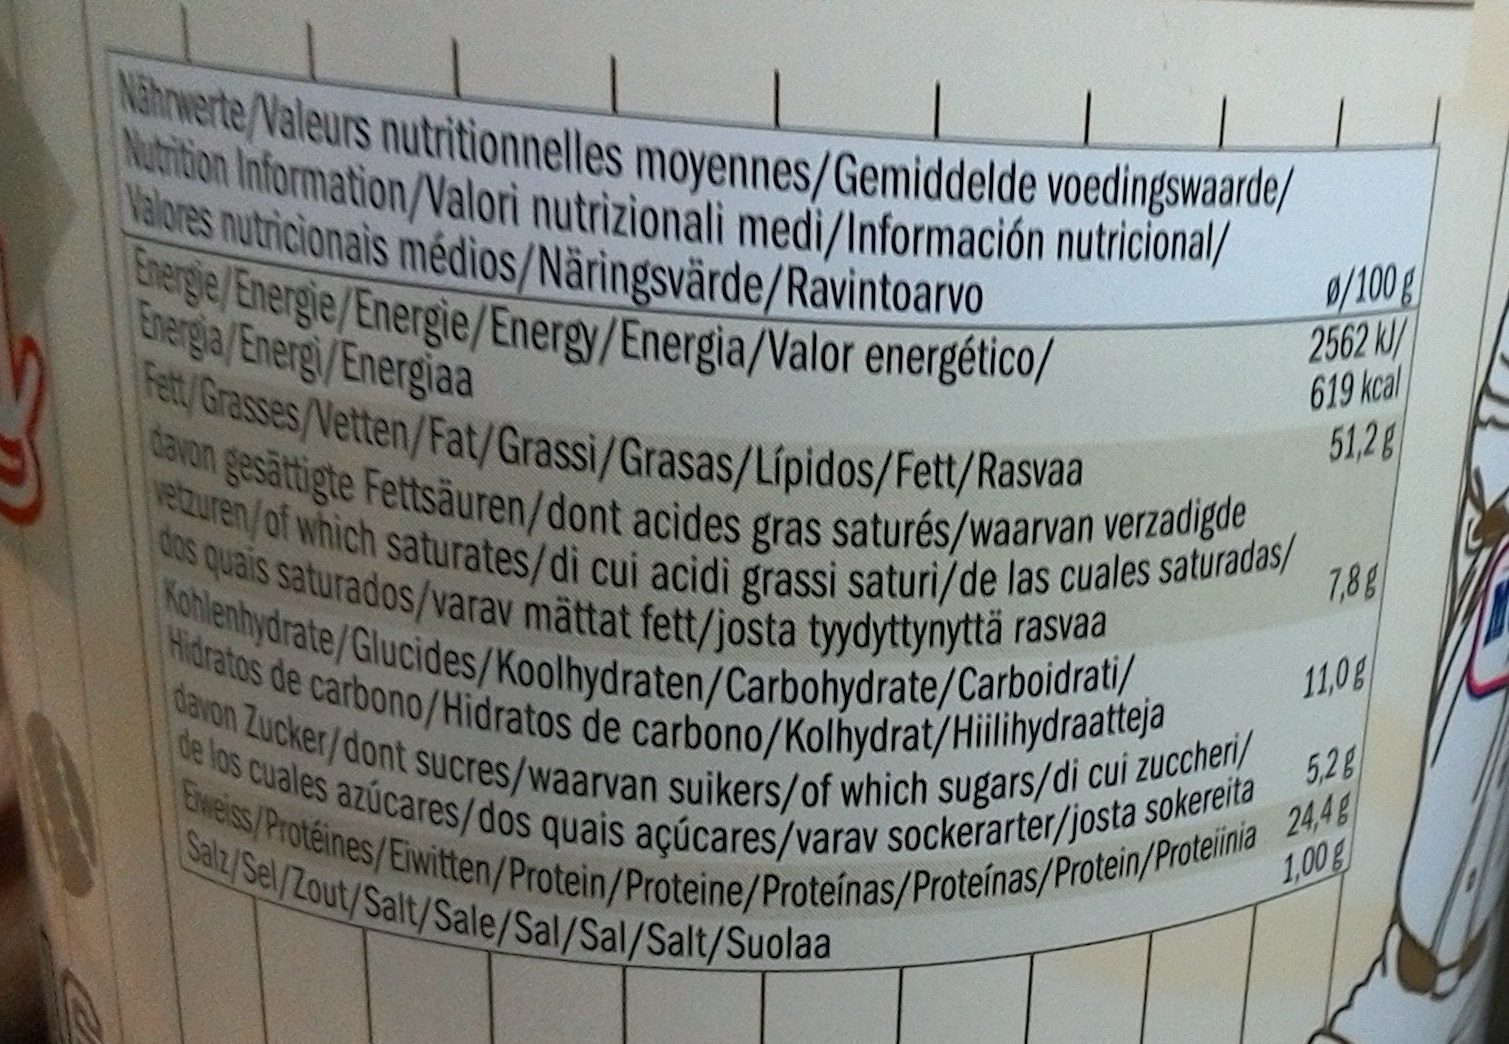 Nährwerte/Valeurs nutritionnelles moyennes/Gemiddelde voedingswaarde/
Nutrition Information/Valori nutrizionali medi/Información nutricional/
Valores nutricionais médios/Näringsvärde/Ravintoarvo ø/100 g
Energie/Energie/Energie/Energy/Energia/Valor energético/ 2562 kJ/
Energia/Energi/Energiaa 619 kcal
Fett/Grasses/Vetten/Fat/Grassi/Grasas/Lípidos/Fett/Rasvaa 51,2 g
davon gesättigte Fettsäuren/dont acides gras saturés/waarvan verzadigde
vetzuren/of which saturates/di cui acidi grassi saturi/de las cuales saturadas/
dos quais saturados/varav mättat fett/josta tyydyttynyttä rasvaa 7,8 g
Kohlenhydrate/Glucides/Koolhydraten/Carbohydrate/Carboidrati/
Hidratos de carbono/Hidratos de carbono/Kolhydrat/Hiilihydraatteja 11,0 g
davon Zucker/dont sucres/waarvan suikers/of which sugars/di cui zuccheri/
de los cuales azúcares/dos quais açúcares/varav sockerarter/josta sokereita 5,2 g
Eiweiss/Protéines/Eiwitten/Protein/Proteine/Proteínas/Proteínas/Protein/Proteiinia 24,4 g
Salz/Sel/Zout/Salt/Sale/Sal/Sal/Salt/Suolaa 1,00 g